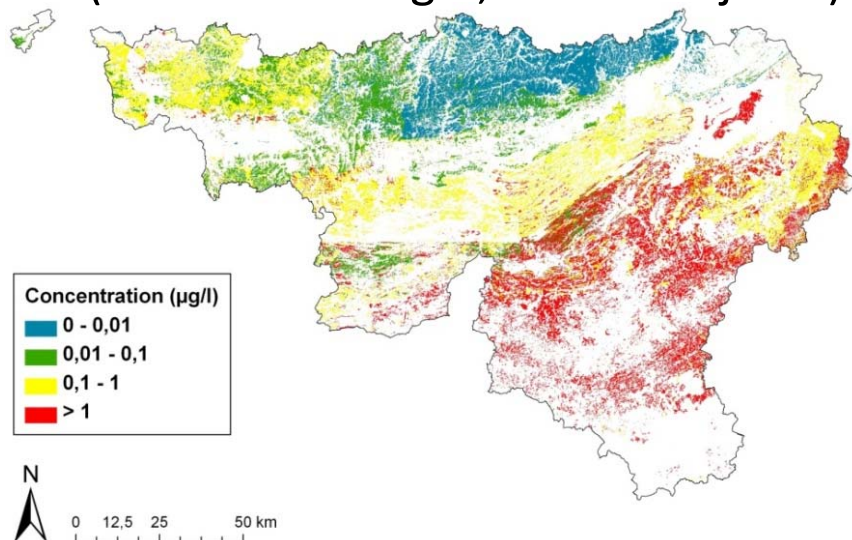 Concentration (µg/l)
0 - 0,01
0,01 - 0,1
0,1 - 1
> 1
N
0 12,5 25 50 km